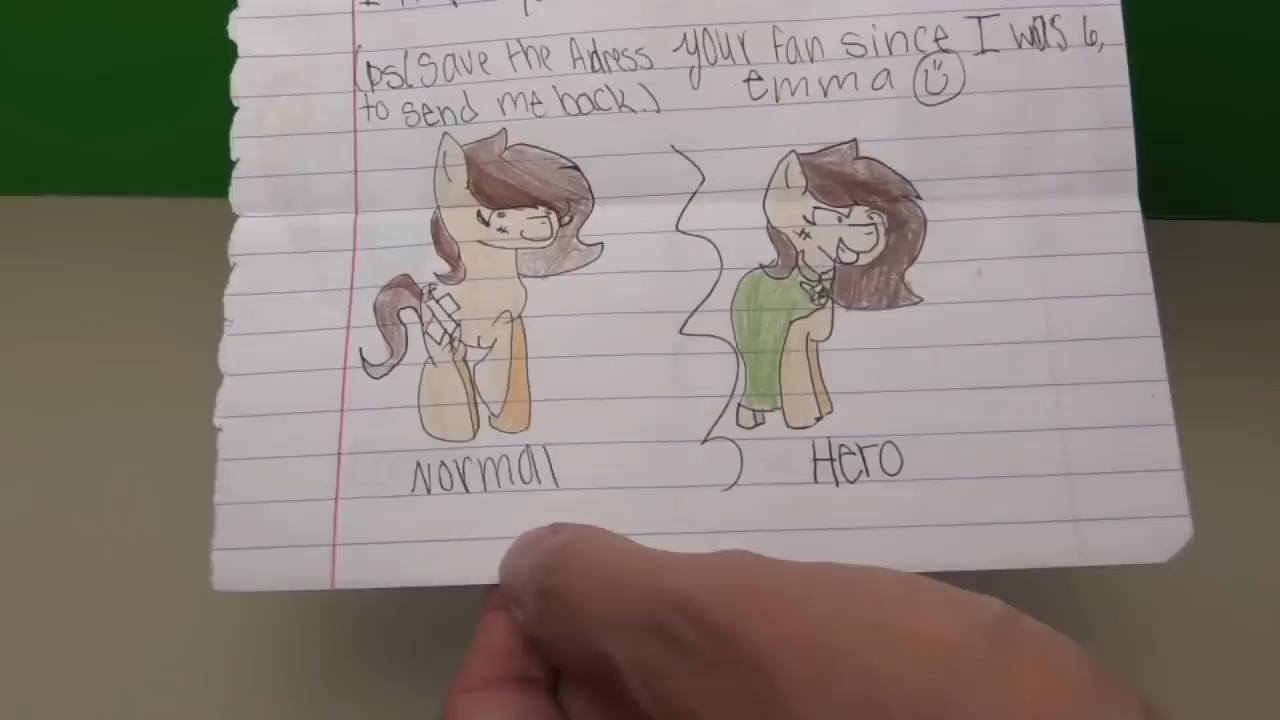 (ps(Save the Adress your fan since I was 6,
to send me back.) emma
Normal Hero